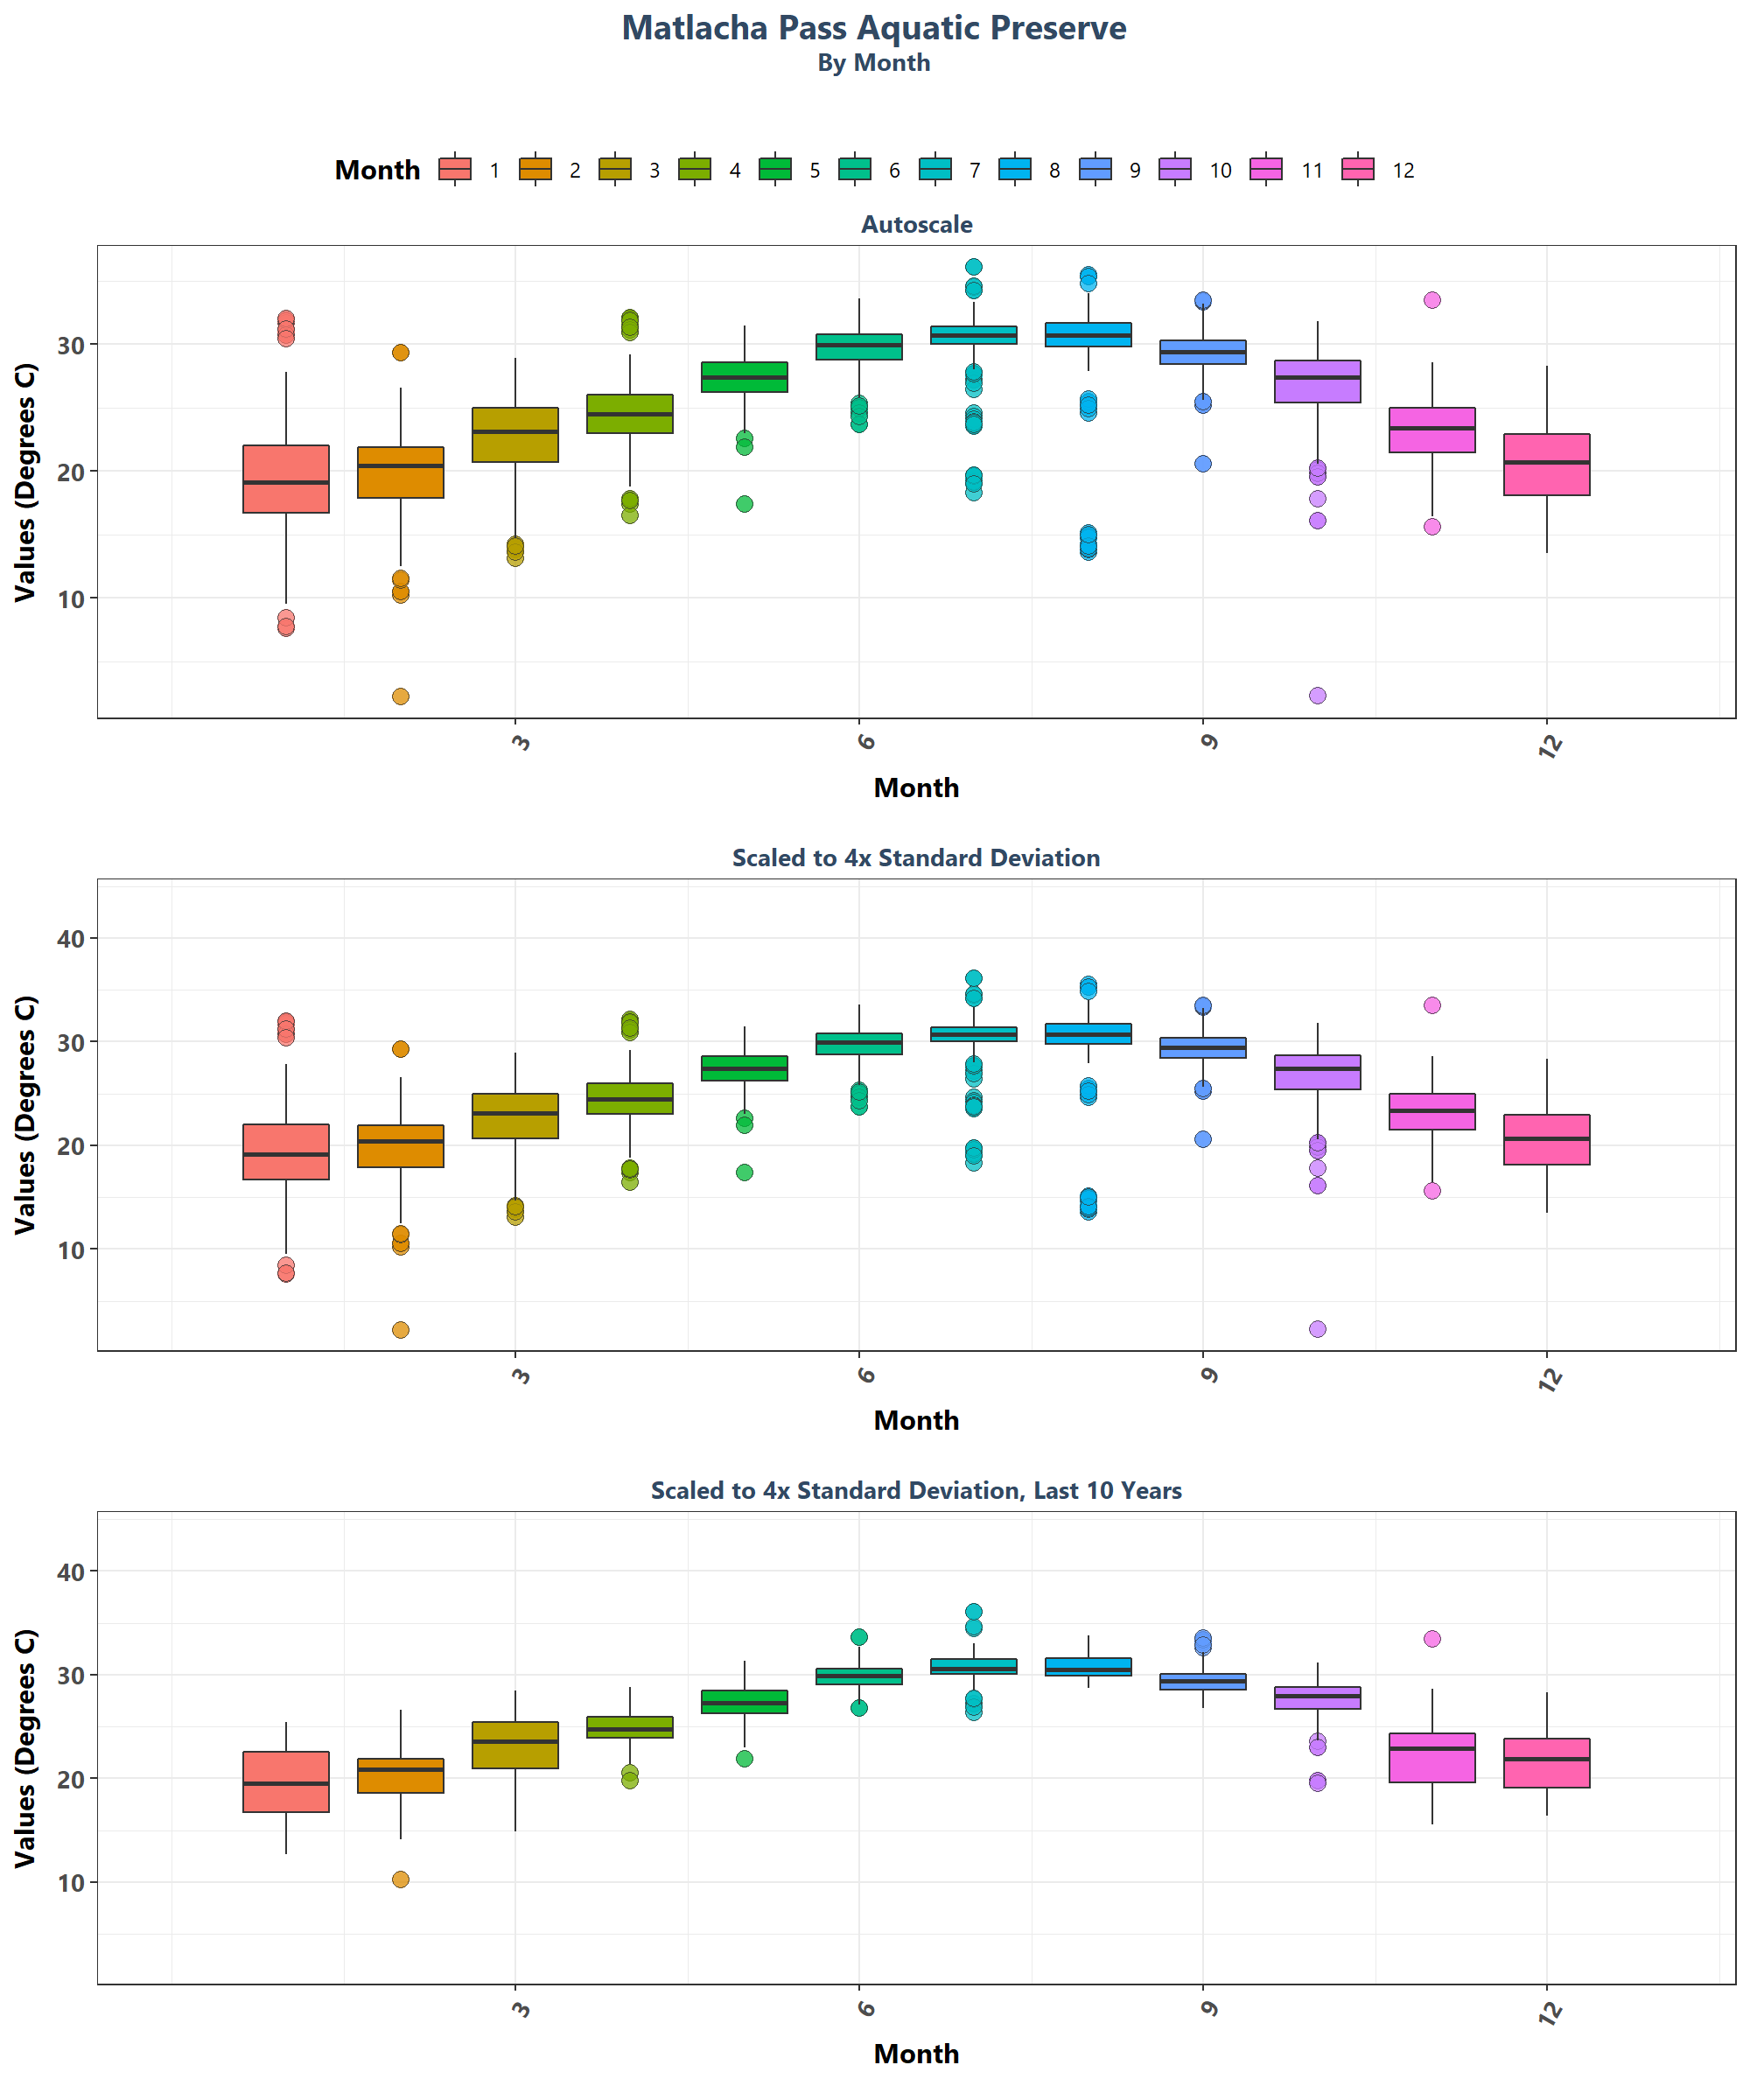 Matlacha Pass Aquatic Preserve
By Month
Month 1 2 3 4 5 6 7 8 9 10 11 12
Autoscale
Values (Degrees C)
30
20
10
3 6 9 12
Month
Scaled to 4x Standard Deviation
Values (Degrees C)
40
30
20
10
3 6 9 12
Month
Scaled to 4x Standard Deviation, Last 10 Years
Values (Degrees C)
40
30
20
10
3 6 9 12
Month